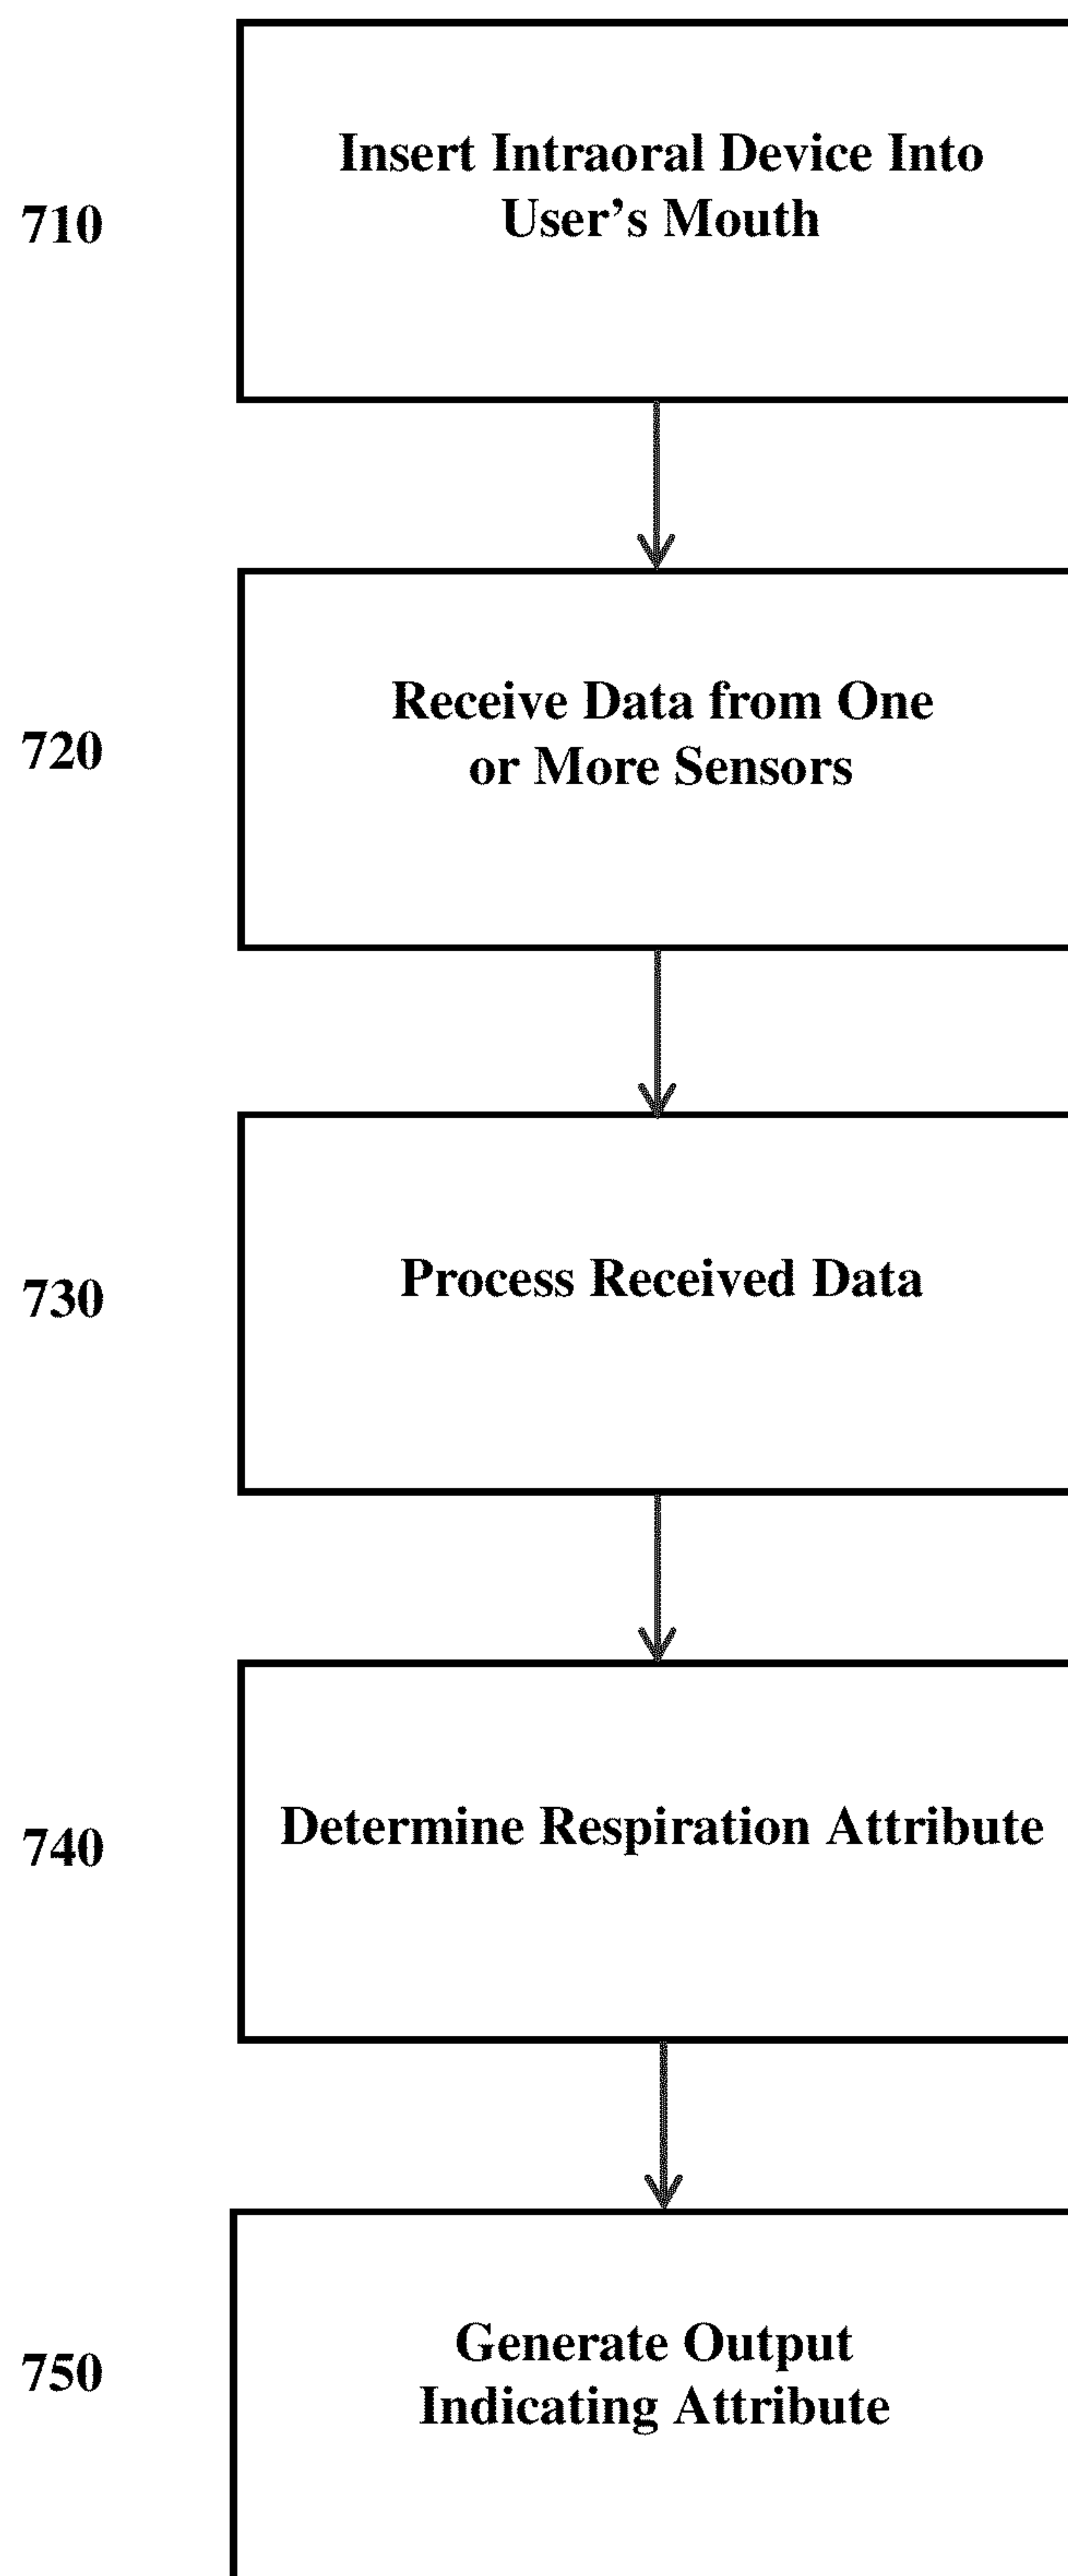 710
Insert Intraoral Device Into
User's Mouth
720
Receive Data from One
or More Sensors
730
Process Received Data
740
Determine Respiration Attribute
750
Generate Output
Indicating Attribute